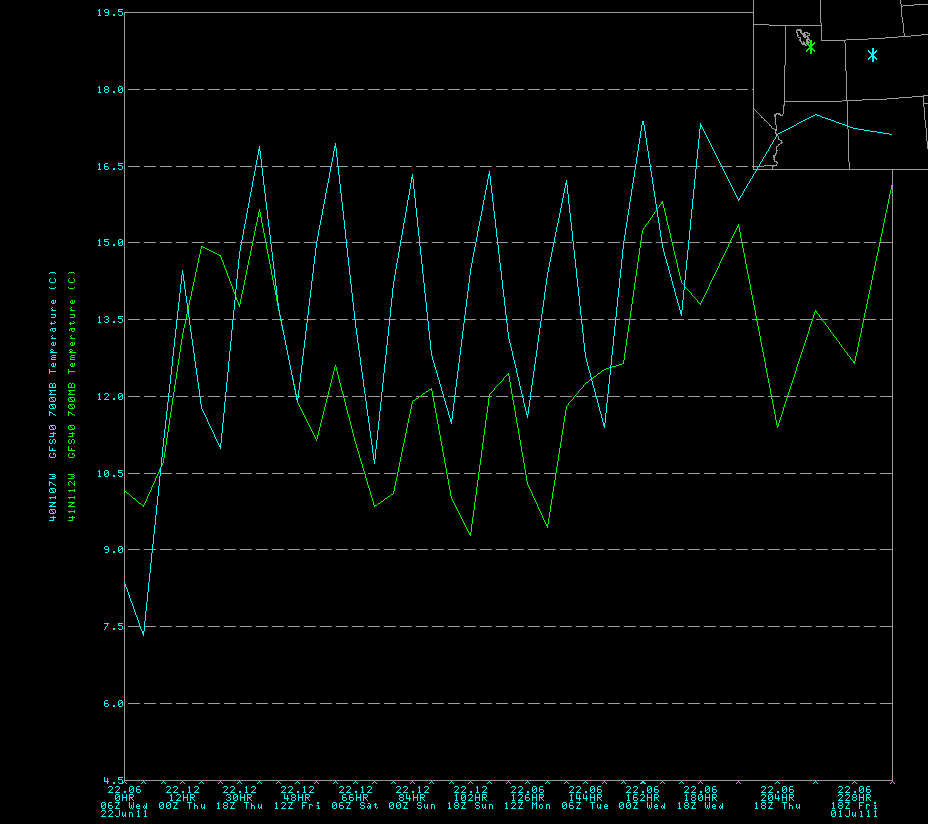 19.5
18.0
16.5
15.0
13.5
12.0
10.5
9.0
7.5
6.0
4.5
40N107W GFS40 700MB Temperature (C)
41N112W GFS40 700MB Temperature (C)
22.06 22.12 22.06 22.12 22.06 22.12 22.06 22.12 22.06 22.12 22.06 22.06 22.06
0HR 12HR 30HR 48HR 66HR 84HR 102HR 126HR 144HR 162HR 180HR 204HR 228HR
06Z Wed 00Z Thu 18Z Thu 12Z Fri 06Z Sat 00Z Sun 18Z Sun 12Z Mon 06Z Tue 00Z Wed 18Z Wed 18Z Thu 18Z Fri
22Jun11 01Jul11